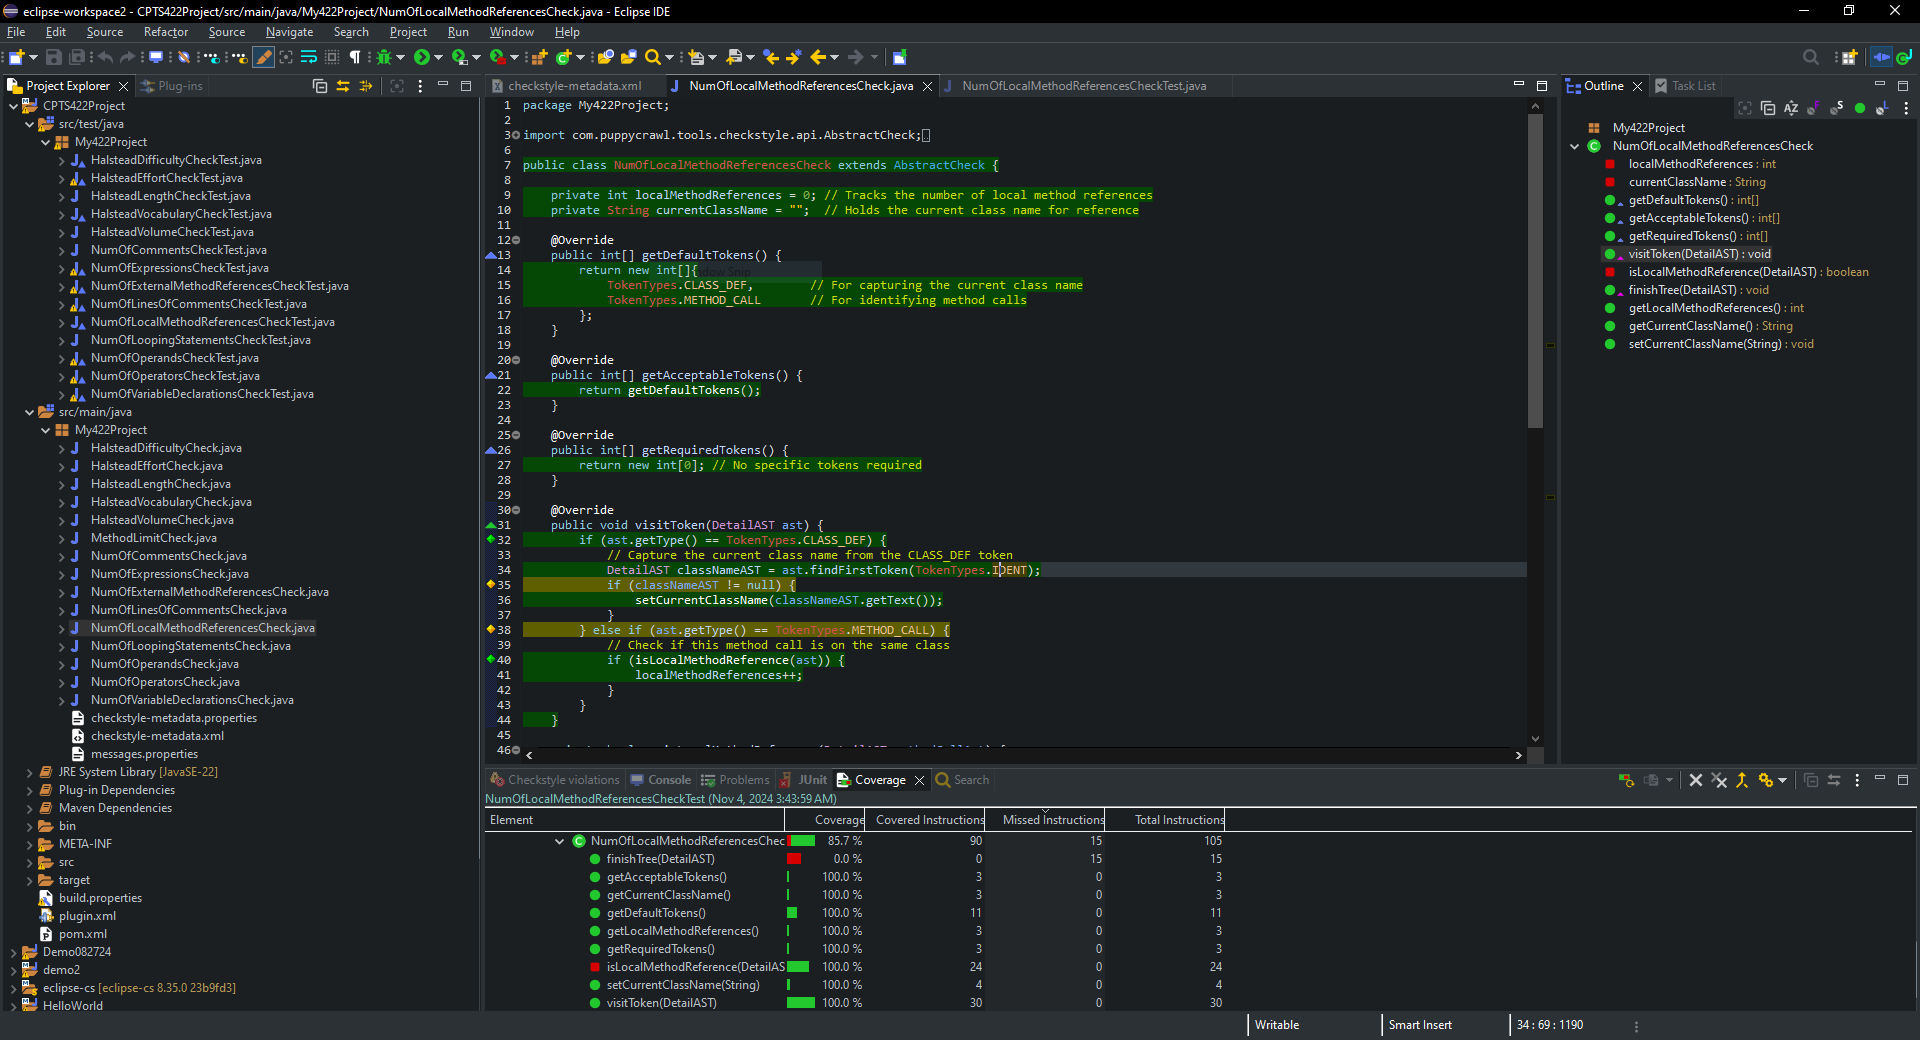 eclipse-workspace2 - CPTS422Project/src/main/java/My422Project/NumOfLocalMethodReferencesCheck.java - Eclipse IDE
File Edit Source Refactor Source Navigate Search Project Run Window Help
Project Explorer
Plug-ins
CPTS422Project
src/test/java
My422Project
HalsteadDifficultyCheckTest.java
HalsteadEffortCheckTest.java
HalsteadLengthCheckTest.java
HalsteadVocabularyCheckTest.java
HalsteadVolumeCheckTest.java
NumOfCommentsCheckTest.java
NumOfExpressionsCheckTest.java
NumOfExternalMethodReferencesCheckTest.java
NumOfLinesOfCommentsCheckTest.java
NumOfLocalMethodReferencesCheckTest.java
NumOfLoopingStatementsCheckTest.java
NumOfOperandsCheckTest.java
NumOfOperatorsCheckTest.java
NumOfVariableDeclarationsCheckTest.java
src/main/java
My422Project
HalsteadDifficultyCheck.java
HalsteadEffortCheck.java
HalsteadLengthCheck.java
HalsteadVocabularyCheck.java
HalsteadVolumeCheck.java
MethodLimitCheck.java
NumOfCommentsCheck.java
NumOfExpressionsCheck.java
NumOfExternalMethodReferencesCheck.java
NumOfLinesOfCommentsCheck.java
NumOfLocalMethodReferencesCheck.java
NumOfLoopingStatementsCheck.java
NumOfOperandsCheck.java
NumOfOperatorsCheck.java
NumOfVariableDeclarationsCheck.java
checkstyle-metadata.properties
checkstyle-metadata.xml
messages.properties
JRE System Library [JavaSE-22]
Plug-in Dependencies
Maven Dependencies
bin
META-INF
src
target
build.properties
plugin.xml
pom.xml
Demo082724
demo2
eclipse-cs [eclipse-cs 8.35.0 23b9fd3]
HelloWorld
checkstyle-metadata.xml
NumOfLocalMethodReferencesCheck.java
NumOfLocalMethodReferencesCheckTest.java
1 package My422Project;
2
3 import com.puppycrawl.tools.checkstyle.api.AbstractCheck;
6
7 public class NumOfLocalMethodReferencesCheck extends AbstractCheck {
8
9 private int localMethodReferences = 0; // Tracks the number of local method references
10 private String currentClassName = ""; // Holds the current class name for reference
11
12 @Override
13 public int[] getDefaultTokens() {
14 return new int[]{
15 TokenTypes.CLASS_DEF, // For capturing the current class name
16 TokenTypes.METHOD_CALL // For identifying method calls
17 };
18 }
19
20 @Override
21 public int[] getAcceptableTokens() {
22 return getDefaultTokens();
23 }
24
25 @Override
26 public int[] getRequiredTokens() {
27 return new int[0]; // No specific tokens required
28 }
29
30 @Override
31 public void visitToken(DetailAST ast) {
32 if (ast.getType() == TokenTypes.CLASS_DEF) {
33 // Capture the current class name from the CLASS_DEF token
34 DetailAST classNameAST = ast.findFirstToken(TokenTypes.IDENT);
35 if (classNameAST != null) {
36 setCurrentClassName(classNameAST.getText());
37 }
38 } else if (ast.getType() == TokenTypes.METHOD_CALL) {
39 // Check if this method call is on the same class
40 if (isLocalMethodReference(ast)) {
41 localMethodReferences++;
42 }
43 }
44 }
45
46
Outline
Task List
My422Project
NumOfLocalMethodReferencesCheck
localMethodReferences : int
currentClassName : String
getDefaultTokens() : int[]
getAcceptableTokens() : int[]
getRequiredTokens() : int[]
visitToken(DetailAST) : void
isLocalMethodReference(DetailAST) : boolean
finishTree(DetailAST) : void
getLocalMethodReferences() : int
getCurrentClassName() : String
setCurrentClassName(String) : void
Checkstyle violations
Console
Problems
JUnit
Coverage
Search
NumOfLocalMethodReferencesCheckTest (Nov 4, 2024 3:43:59 AM)
Element Coverage Covered Instructions Missed Instructions Total Instructions
NumOfLocalMethodReferencesChec 85.7 % 90 15 105
finishTree(DetailAST) 0.0 % 0 15 15
getAcceptableTokens() 100.0 % 3 0 3
getCurrentClassName() 100.0 % 3 0 3
getDefaultTokens() 100.0 % 11 0 11
getLocalMethodReferences() 100.0 % 3 0 3
getRequiredTokens() 100.0 % 3 0 3
isLocalMethodReference(DetailAS 100.0 % 24 0 24
setCurrentClassName(String) 100.0 % 4 0 4
visitToken(DetailAST) 100.0 % 30 0 30
Writable
Smart Insert
34 : 69 : 1190